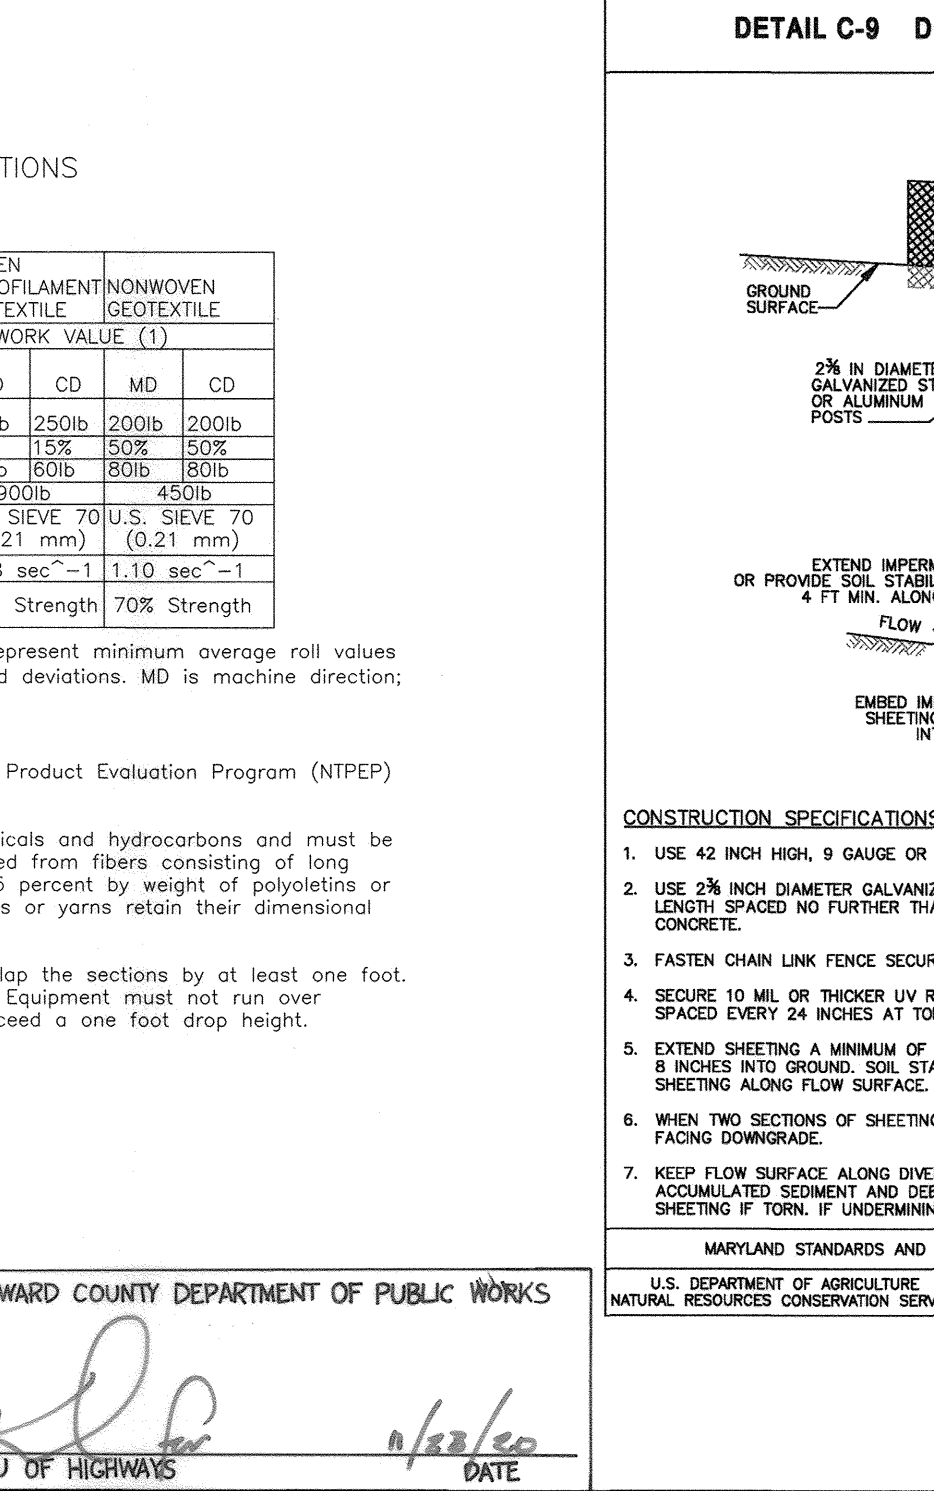 TIONS
EN
OFILAMENT NONWOVEN
TEXTILE GEOTEXTILE
WORK VALUE (1)
CD MD CD
250lb 200lb 200lb
15% 50% 50%
60lb 80lb 80lb
900lb 450lb
SIEVE 70 U.S. SIEVE 70
21 mm) (0.21 mm)
sec^-1 1.10 sec^-1
Strength 70% Strength
epresent minimum average roll values
d deviations. MD is machine direction;
Product Evaluation Program (NTPEP)
icals and hydrocarbons and must be
ed from fibers consisting of long
percent by weight of polyoletins or
s or yarns retain their dimensional
lap the sections by at least one foot.
Equipment must not run over
ceed a one foot drop height.
WARD COUNTY DEPARTMENT OF PUBLIC WORKS
for
11/23/20
U OF HIGHWAYS DATE
DETAIL C-9 D
GROUND
SURFACE
2⅜ IN DIAMETE
GALVANIZED ST
OR ALUMINUM
POSTS
EXTEND IMPERM
OR PROVIDE SOIL STABIL
4 FT MIN. ALON
FLOW
EMBED IM
SHEETING
INT
CONSTRUCTION SPECIFICATIONS
1. USE 42 INCH HIGH, 9 GAUGE OR
2. USE 2⅜ INCH DIAMETER GALVANIZ
LENGTH SPACED NO FURTHER THA
CONCRETE.
3. FASTEN CHAIN LINK FENCE SECUR
4. SECURE 10 MIL OR THICKER UV R
SPACED EVERY 24 INCHES AT TO
5. EXTEND SHEETING A MINIMUM OF
8 INCHES INTO GROUND. SOIL STA
SHEETING ALONG FLOW SURFACE.
6. WHEN TWO SECTIONS OF SHEETING
FACING DOWNGRADE.
7. KEEP FLOW SURFACE ALONG DIVE
ACCUMULATED SEDIMENT AND DEB
SHEETING IF TORN. IF UNDERMININ
MARYLAND STANDARDS AND
U.S. DEPARTMENT OF AGRICULTURE
NATURAL RESOURCES CONSERVATION SERV